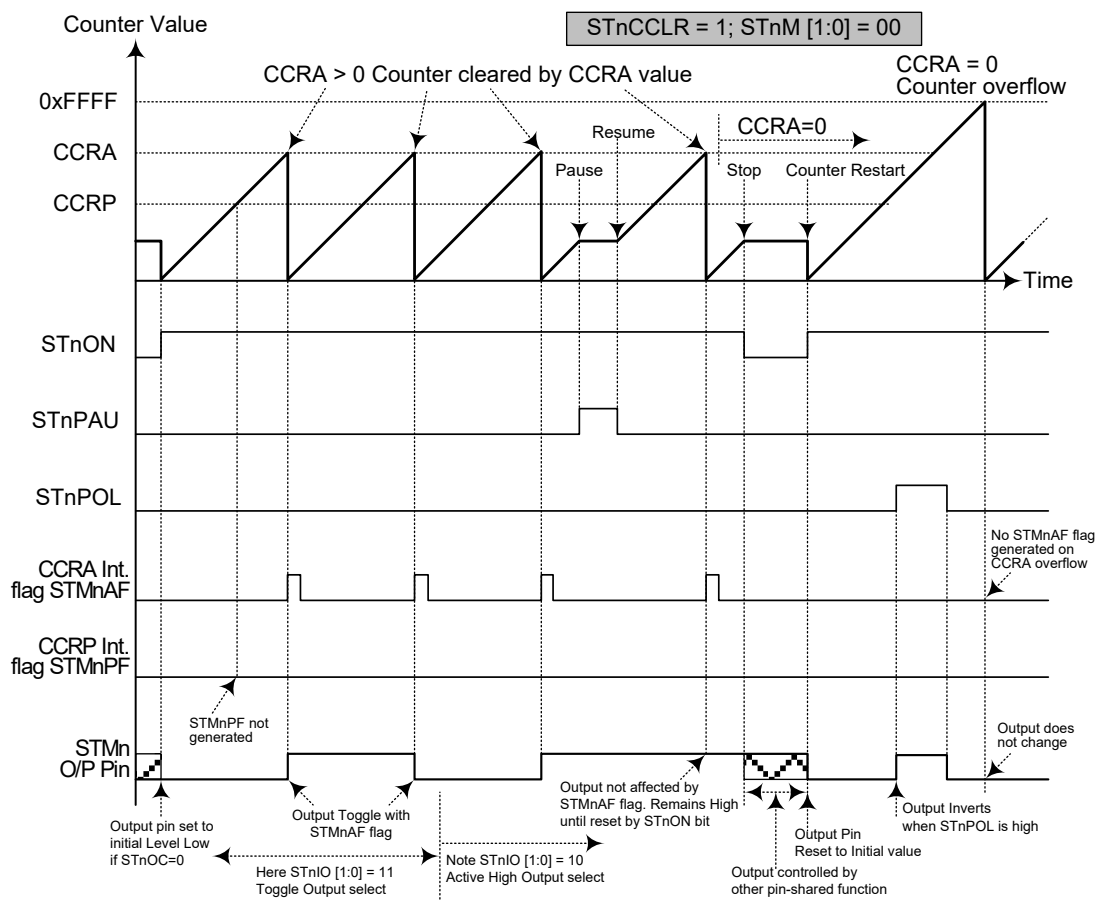 Counter Value
STnCCLR = 1; STnM [1:0] = 00
CCRA > 0 Counter cleared by CCRA value
CCRA = 0
Counter overflow
0xFFFF
Resume
CCRA=0
CCRA
Pause
Stop
Counter Restart
CCRP
Time
STnON
STnPAU
STnPOL
No STMnAF flag
generated on
CCRA overflow
CCRA Int.
flag STMnAF
CCRP Int.
flag STMnPF
STMnPF not
generated
Output does
not change
STMn
O/P Pin
Output pin set to
initial Level Low
if STnOC=0
Output Toggle with
STMnAF flag
Output not affected by
STMnAF flag. Remains High
until reset by STnON bit
Output Pin
Reset to Initial value
Output Inverts
when STnPOL is high
Here STnIO [1:0] = 11
Toggle Output select
Note STnIO [1:0] = 10
Active High Output select
Output controlled by
other pin-shared function